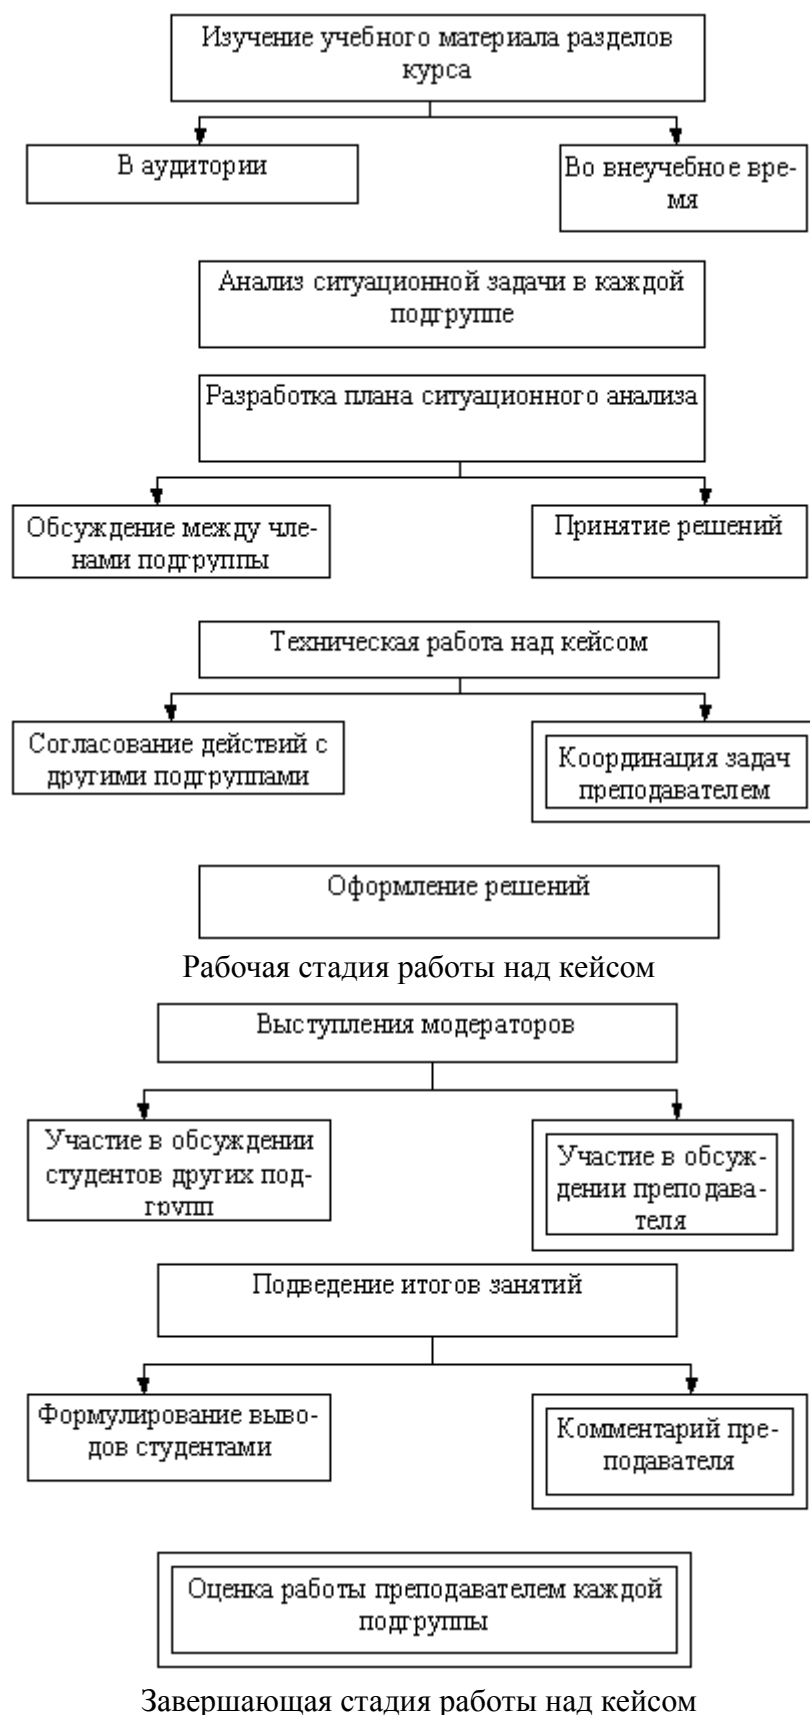 Изучение учебного материала разделов
курса
В аудитории
Во внеучебное вре-
мя
Анализ ситуационной задачи в каждой
подгруппе
Разработка плана ситуационного анализа
Обсуждение между чле-
нами подгруппы
Принятие решений
Техническая работа над кейсом
Согласование действий с
другими подгруппами
Координация задач
преподавателем
Оформление решений
Рабочая стадия работы над кейсом
Выступления модераторов
Участие в обсуждении
студентов других под-
групп
Участие в обсуж-
дении преподава-
теля
Подведение итогов занятий
Формулирование выво-
дов студентами
Комментарий пре-
подавателя
Оценка работы преподавателем каждой
подгруппы
Завершающая стадия работы над кейсом